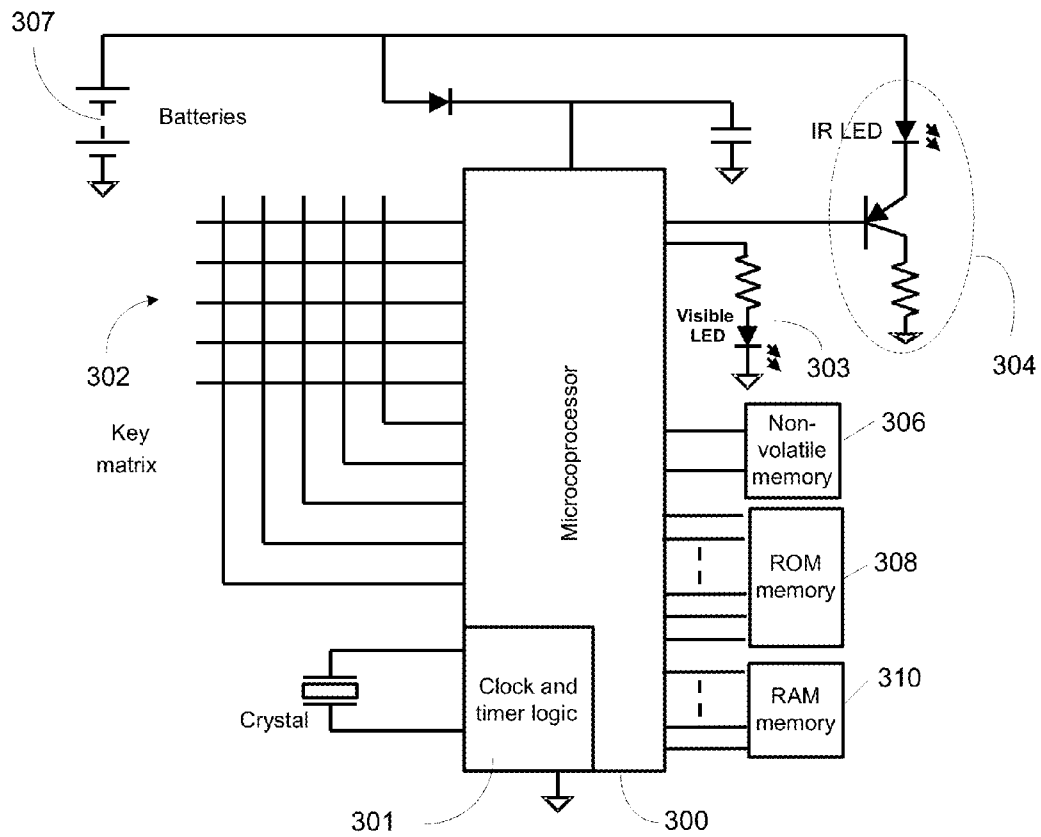 307
Batteries
IR LED
302
Visible
LED
303
304
Key
matrix
Microcoprocessor
Non-
volatile
memory
306
ROM
memory
308
Crystal
Clock and
timer logic
RAM
memory
310
301
300